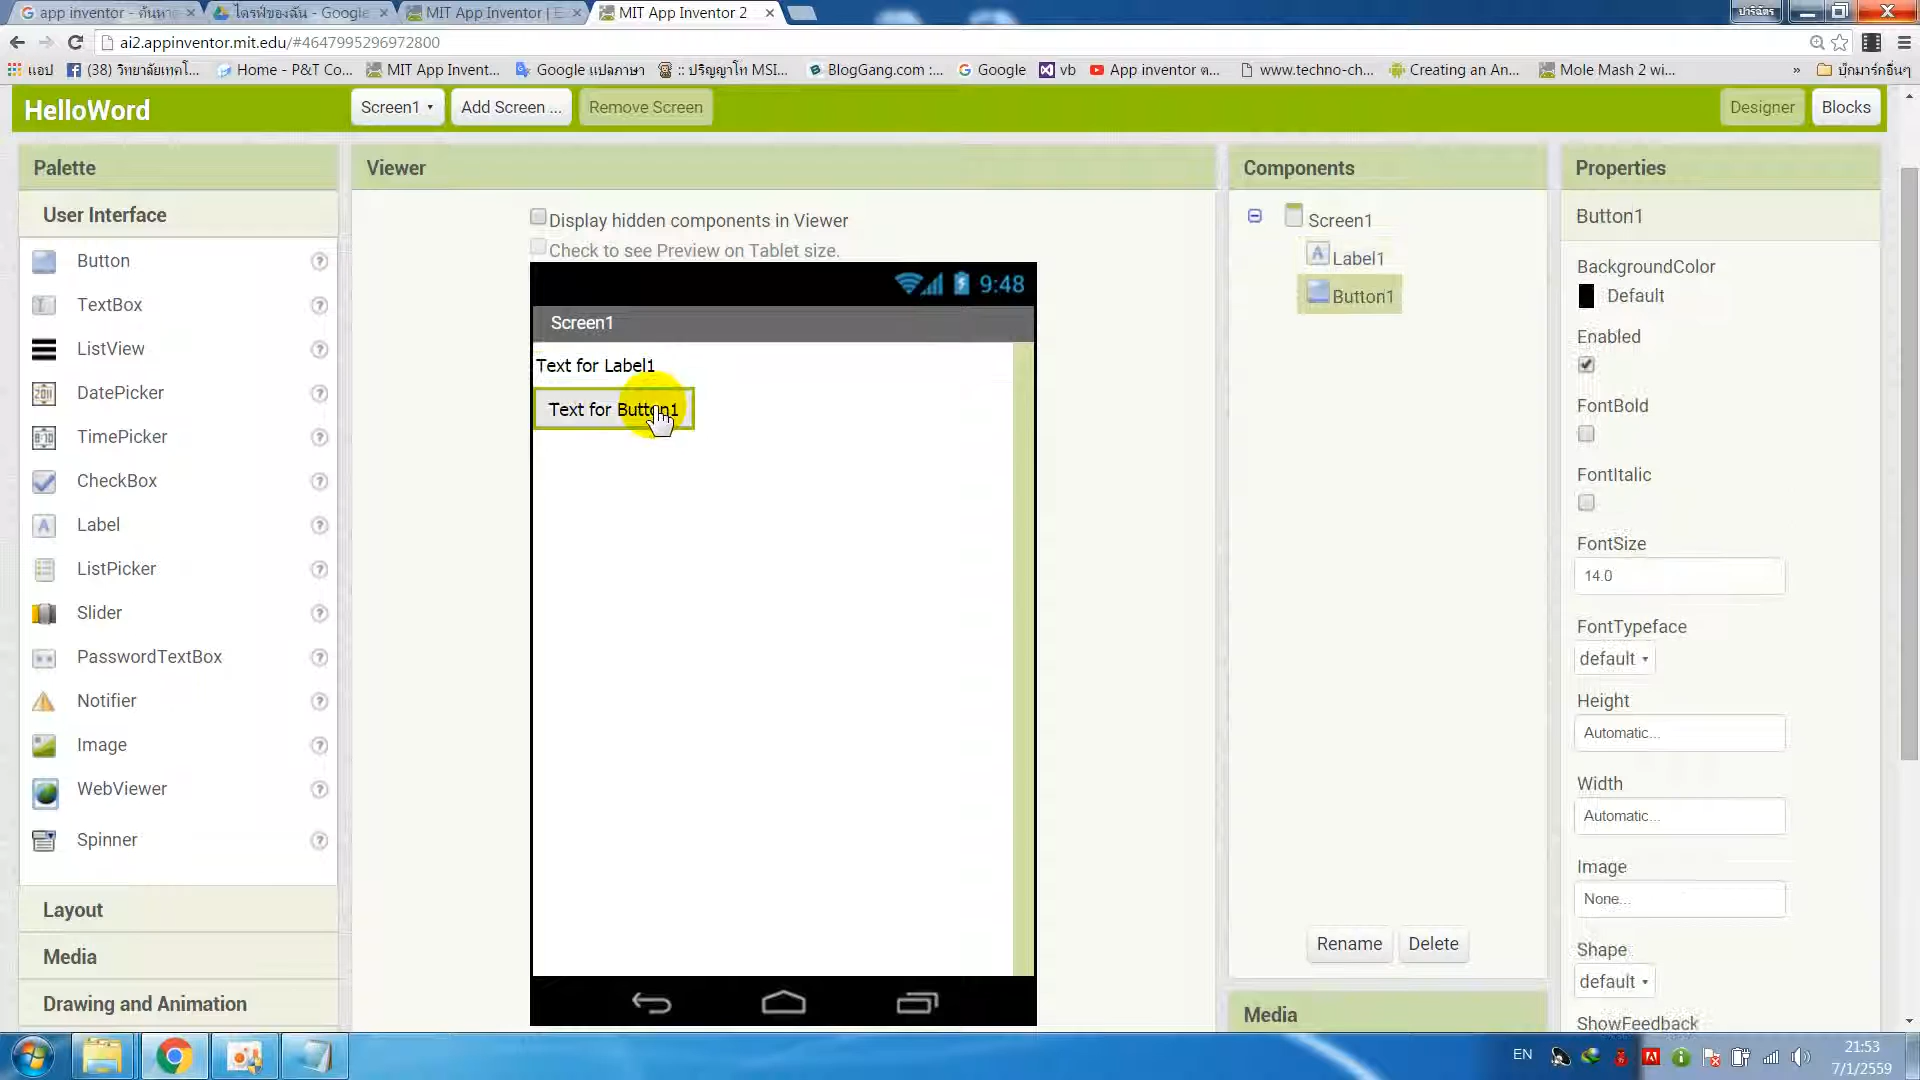 app inventor - ค้นหา
ไดรฟ์ของฉัน - Google
MIT App Inventor | E
MIT App Inventor 2
ปาริฉัตร
ai2.appinventor.mit.edu/#4647995296972800
แอป
(38) วิทยาลัยเทคโ...
Home - P&T Co...
MIT App Invent...
Google แปลภาษา
:: ปริญญาโท MSI...
BlogGang.com :...
Google
vb
App inventor ต...
www.techno-ch...
Creating an An...
Mole Mash 2 wi...
»
บุ๊กมาร์กอื่นๆ
HelloWord
Screen1
Add Screen ...
Remove Screen
Designer
Blocks
Palette
User Interface
Button
TextBox
ListView
DatePicker
TimePicker
CheckBox
Label
ListPicker
Slider
PasswordTextBox
Notifier
Image
WebViewer
Spinner
Layout
Media
Drawing and Animation
Viewer
Display hidden components in Viewer
Check to see Preview on Tablet size.
9:48
Screen1
Text for Label1
Text for Button1
Components
Screen1
Label1
Button1
Rename
Delete
Media
Properties
Button1
BackgroundColor
Default
Enabled
FontBold
FontItalic
FontSize
14.0
FontTypeface
default
Height
Automatic...
Width
Automatic...
Image
None...
Shape
default
ShowFeedback
EN
21:53
7/1/2559